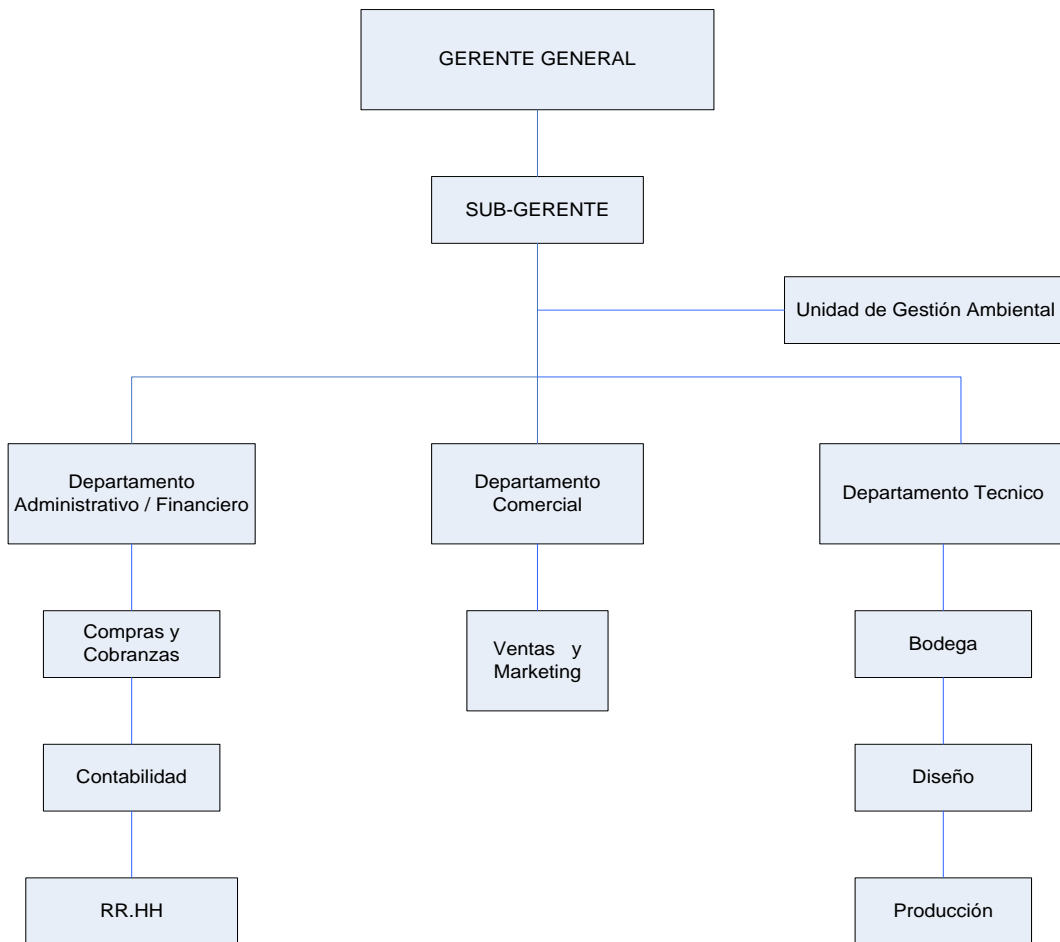 GERENTE GENERAL
SUB-GERENTE
Unidad de Gestión Ambiental
Departamento
Administrativo / Financiero
Departamento
Comercial
Departamento Tecnico
Compras y
Cobranzas
Ventas y
Marketing
Bodega
Contabilidad
Diseño
RR.HH
Producción